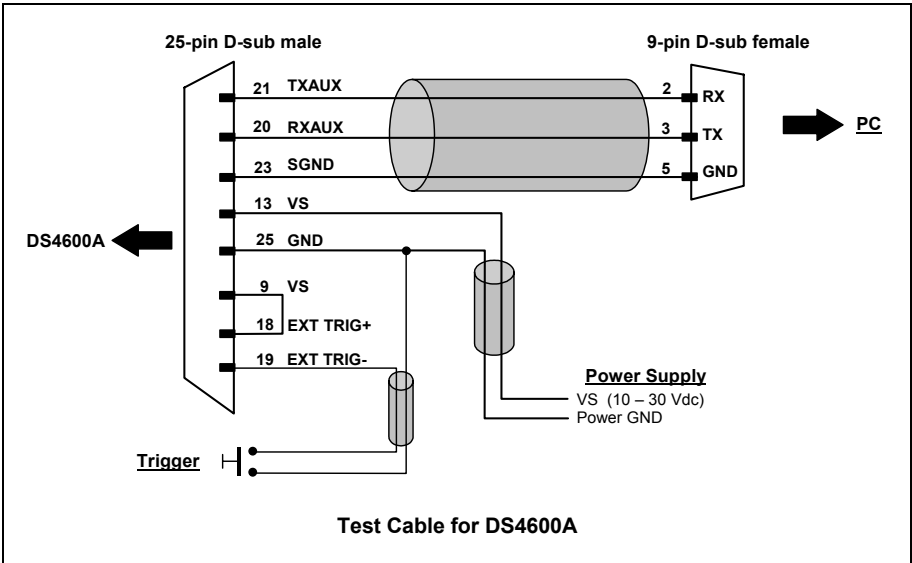 25-pin D-sub male
9-pin D-sub female
21 TXAUX
2 RX
20 RXAUX
3 TX
PC
23 SGND
5 GND
13 VS
DS4600A
25 GND
9 VS
18 EXT TRIG+
19 EXT TRIG-
Power Supply
VS (10 – 30 Vdc)
Power GND
Trigger
Test Cable for DS4600A